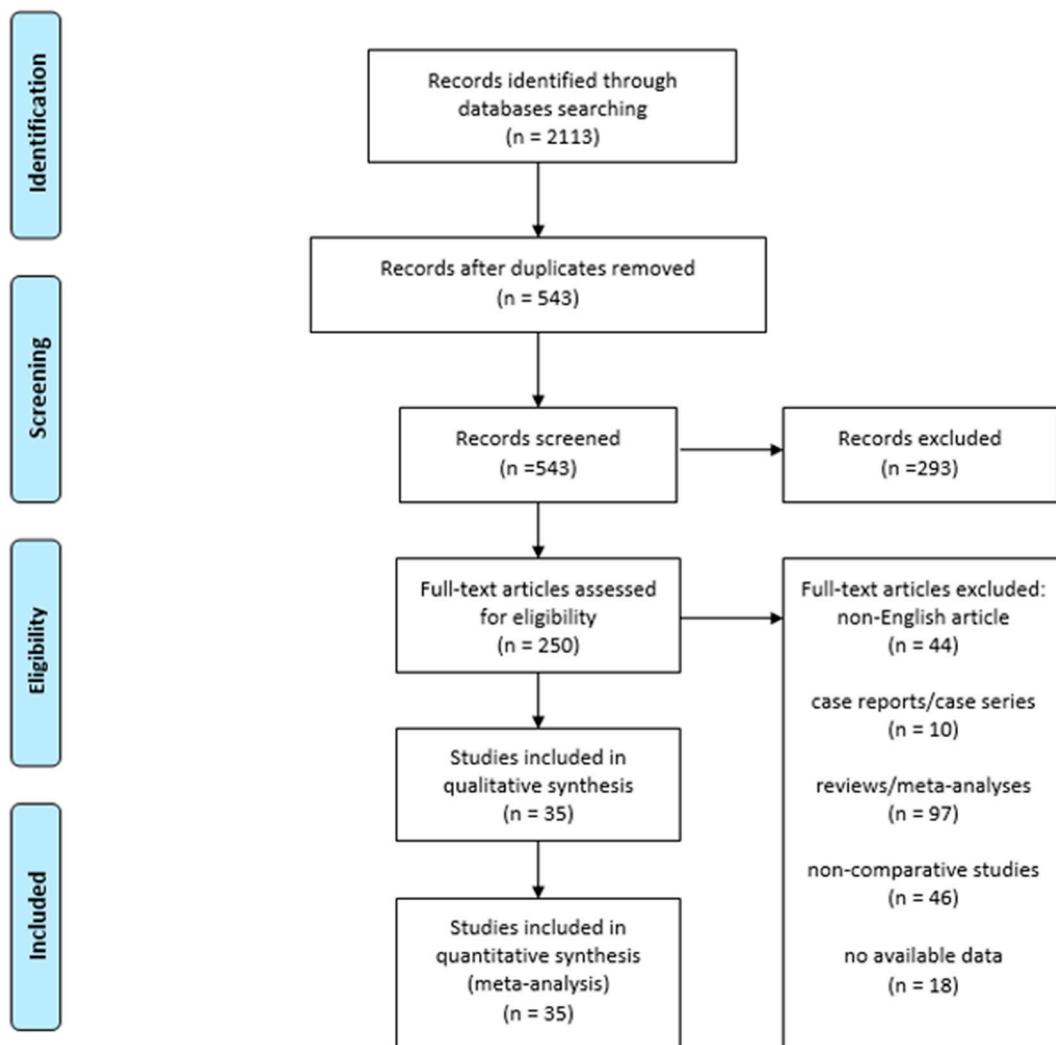 Identification
Records identified through
databases searching
(n = 2113)
Records after duplicates removed
(n = 543)
Screening
Records screened
(n =543)
Records excluded
(n =293)
Eligibility
Full-text articles assessed
for eligibility
(n = 250)
Full-text articles excluded:
non-English article
(n = 44)
case reports/case series
(n = 10)
reviews/meta-analyses
(n = 97)
non-comparative studies
(n = 46)
no available data
(n = 18)
Studies included in
qualitative synthesis
(n = 35)
Included
Studies included in
quantitative synthesis
(meta-analysis)
(n = 35)